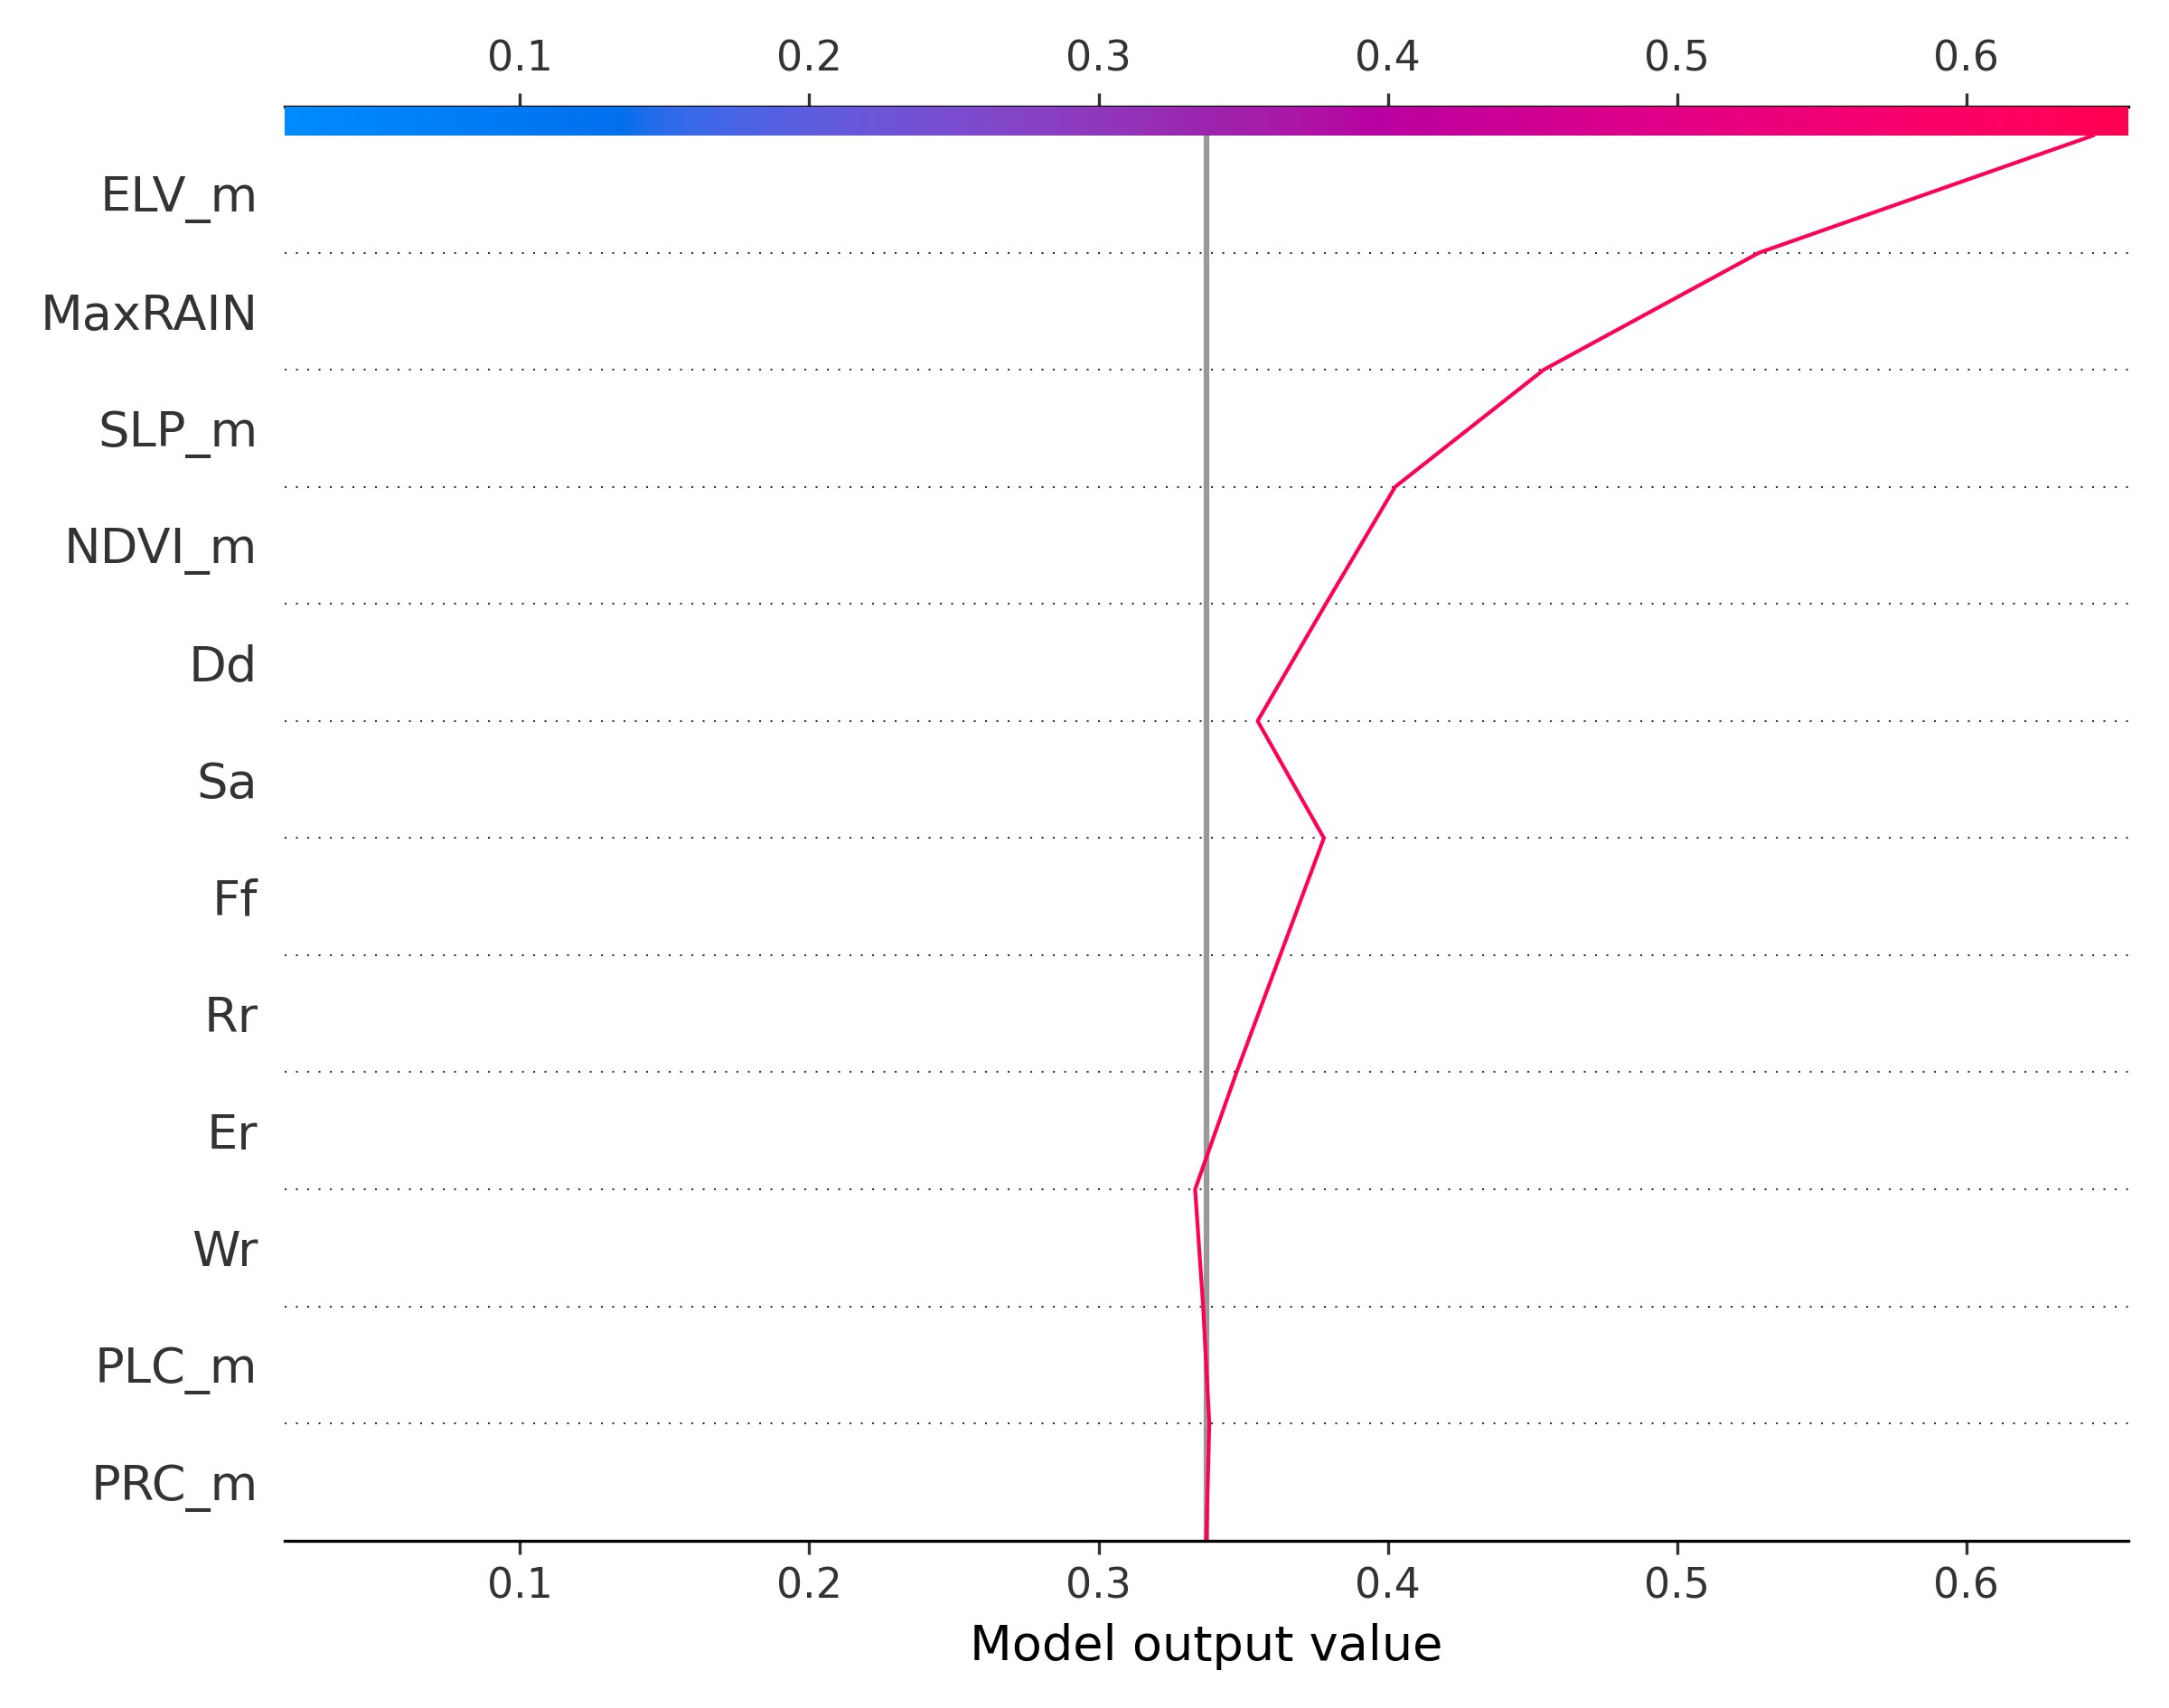 0.1 0.2 0.3 0.4 0.5 0.6
ELV_m
MaxRAIN
SLP_m
NDVI_m
Dd
Sa
Ff
Rr
Er
Wr
PLC_m
PRC_m
0.1 0.2 0.3 0.4 0.5 0.6
Model output value